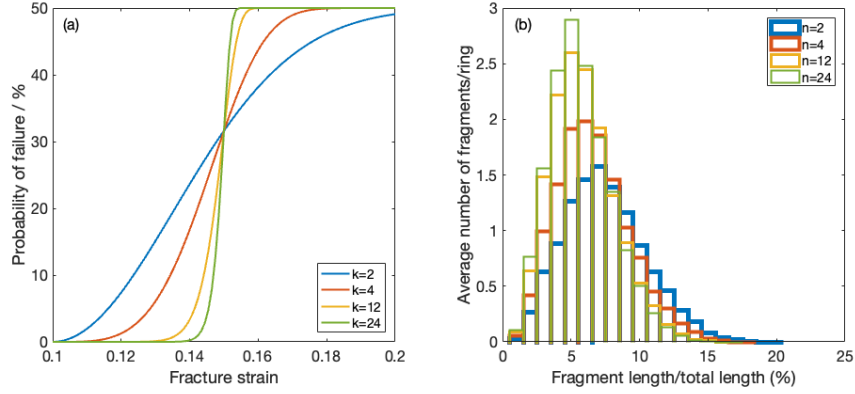 (a)
Probability of failure / %
50
40
30
20
10
0
0.1 0.12 0.14 0.16 0.18 0.2
Fracture strain
k=2
k=4
k=12
k=24
(b)
Average number of fragments/ring
3
2.5
2
1.5
1
0.5
0
0 5 10 15 20 25
Fragment length/total length (%)
n=2
n=4
n=12
n=24